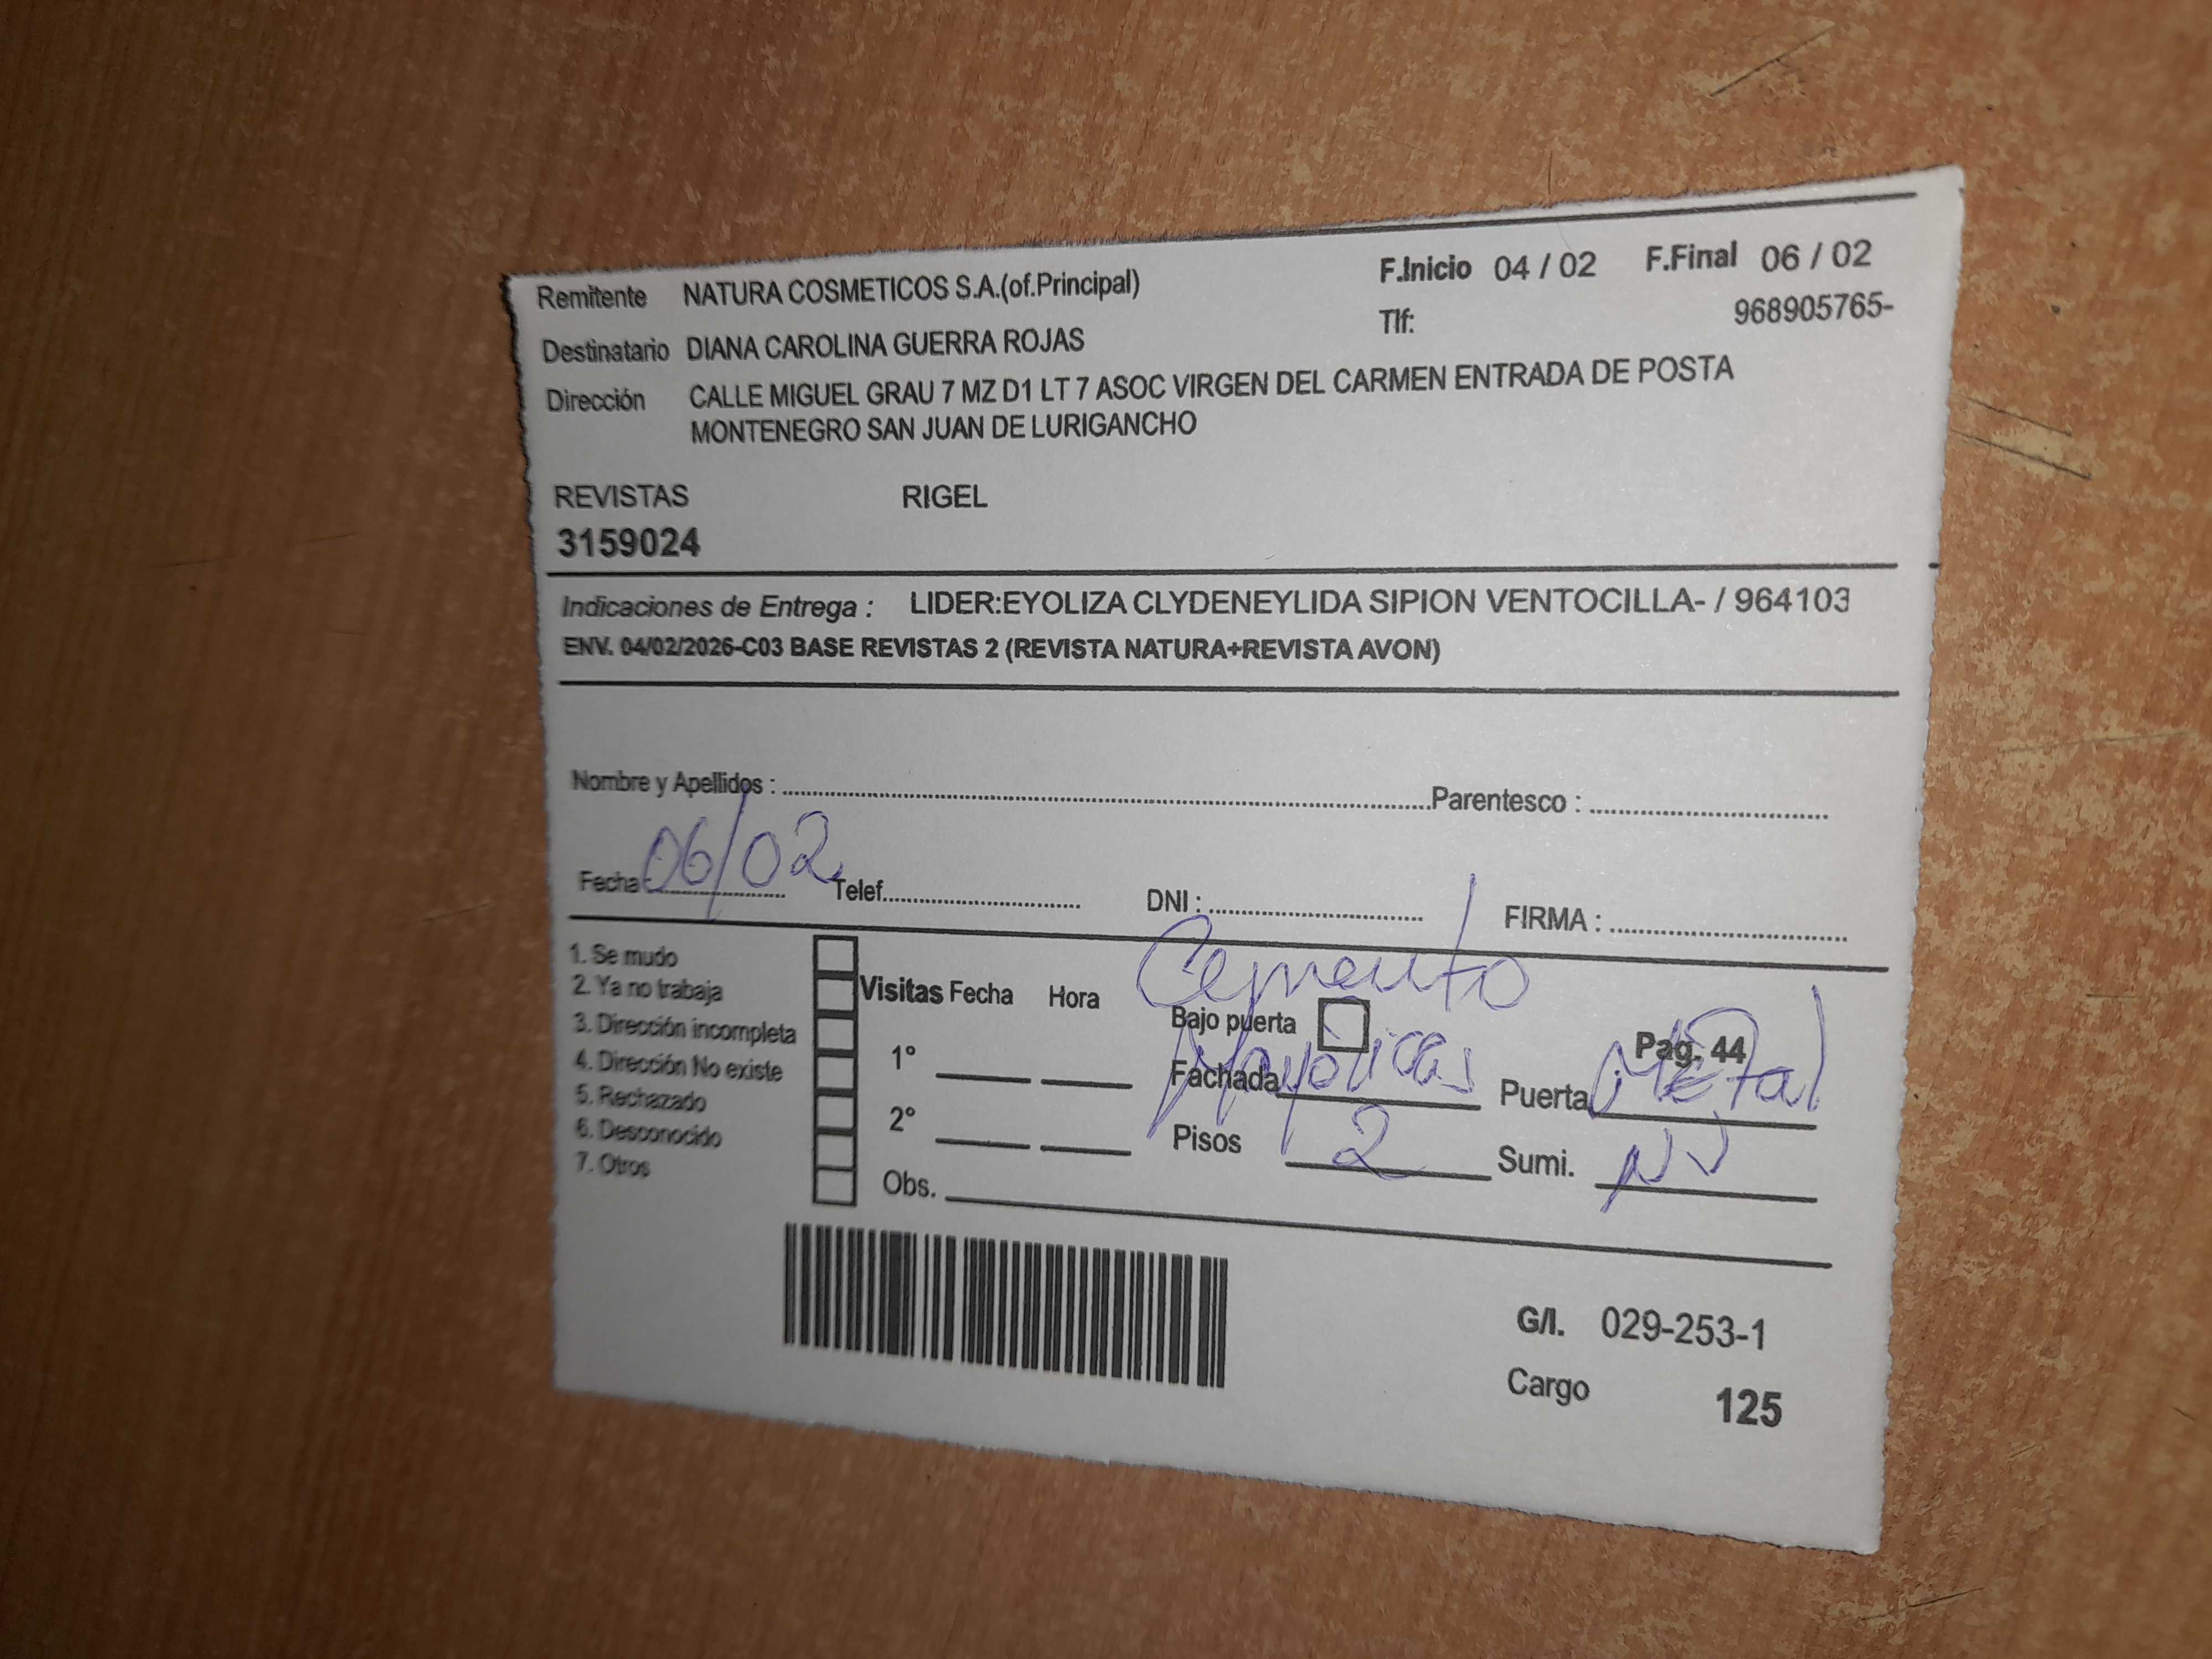 Remitente NATURA COSMETICOS S.A.(of.Principal) F.Inicio 04 / 02 F.Final 06 / 02
Destinatario DIANA CAROLINA GUERRA ROJAS Tlf: 968905765-
Dirección CALLE MIGUEL GRAU 7 MZ D1 LT 7 ASOC VIRGEN DEL CARMEN ENTRADA DE POSTA
MONTENEGRO SAN JUAN DE LURIGANCHO
REVISTAS RIGEL
3159024
Indicaciones de Entrega : LIDER:EYOLIZA CLYDENEYLIDA SIPION VENTOCILLA- / 964103
ENV. 04/02/2026-C03 BASE REVISTAS 2 (REVISTA NATURA+REVISTA AVON)
Nombre y Apellidos : Parentesco :
Fecha 06/02 Telef. DNI : FIRMA :
1. Se mudo
2. Ya no trabaja
3. Dirección incompleta
4. Dirección No existe
5. Rechazado
6. Desconocido
7. Otros
Visitas Fecha Hora
1°
2°
Obs.
Cemento
Bajo puerta
Pag. 44
Fachada Mayòlicas Puerta Metal
Pisos 2 Sumi.
G/I. 029-253-1
Cargo 125